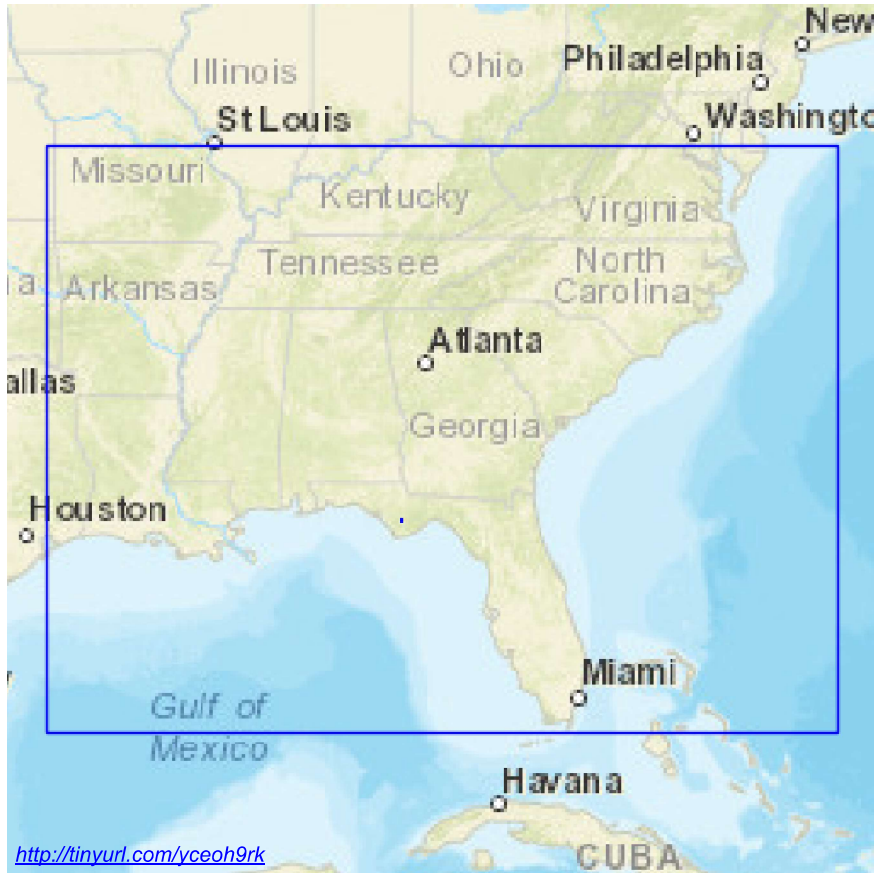 New
Philadelphia
Ohio
Illinois
St Louis
Washingto
Missouri
Kentucky
Virginia
Tennessee
North
Carolina
a
Arkansas
Atlanta
allas
Georgia
Houston
Miami
Gulf of
Mexico
Havana
http://tinyurl.com/yceoh9rk
CUBA